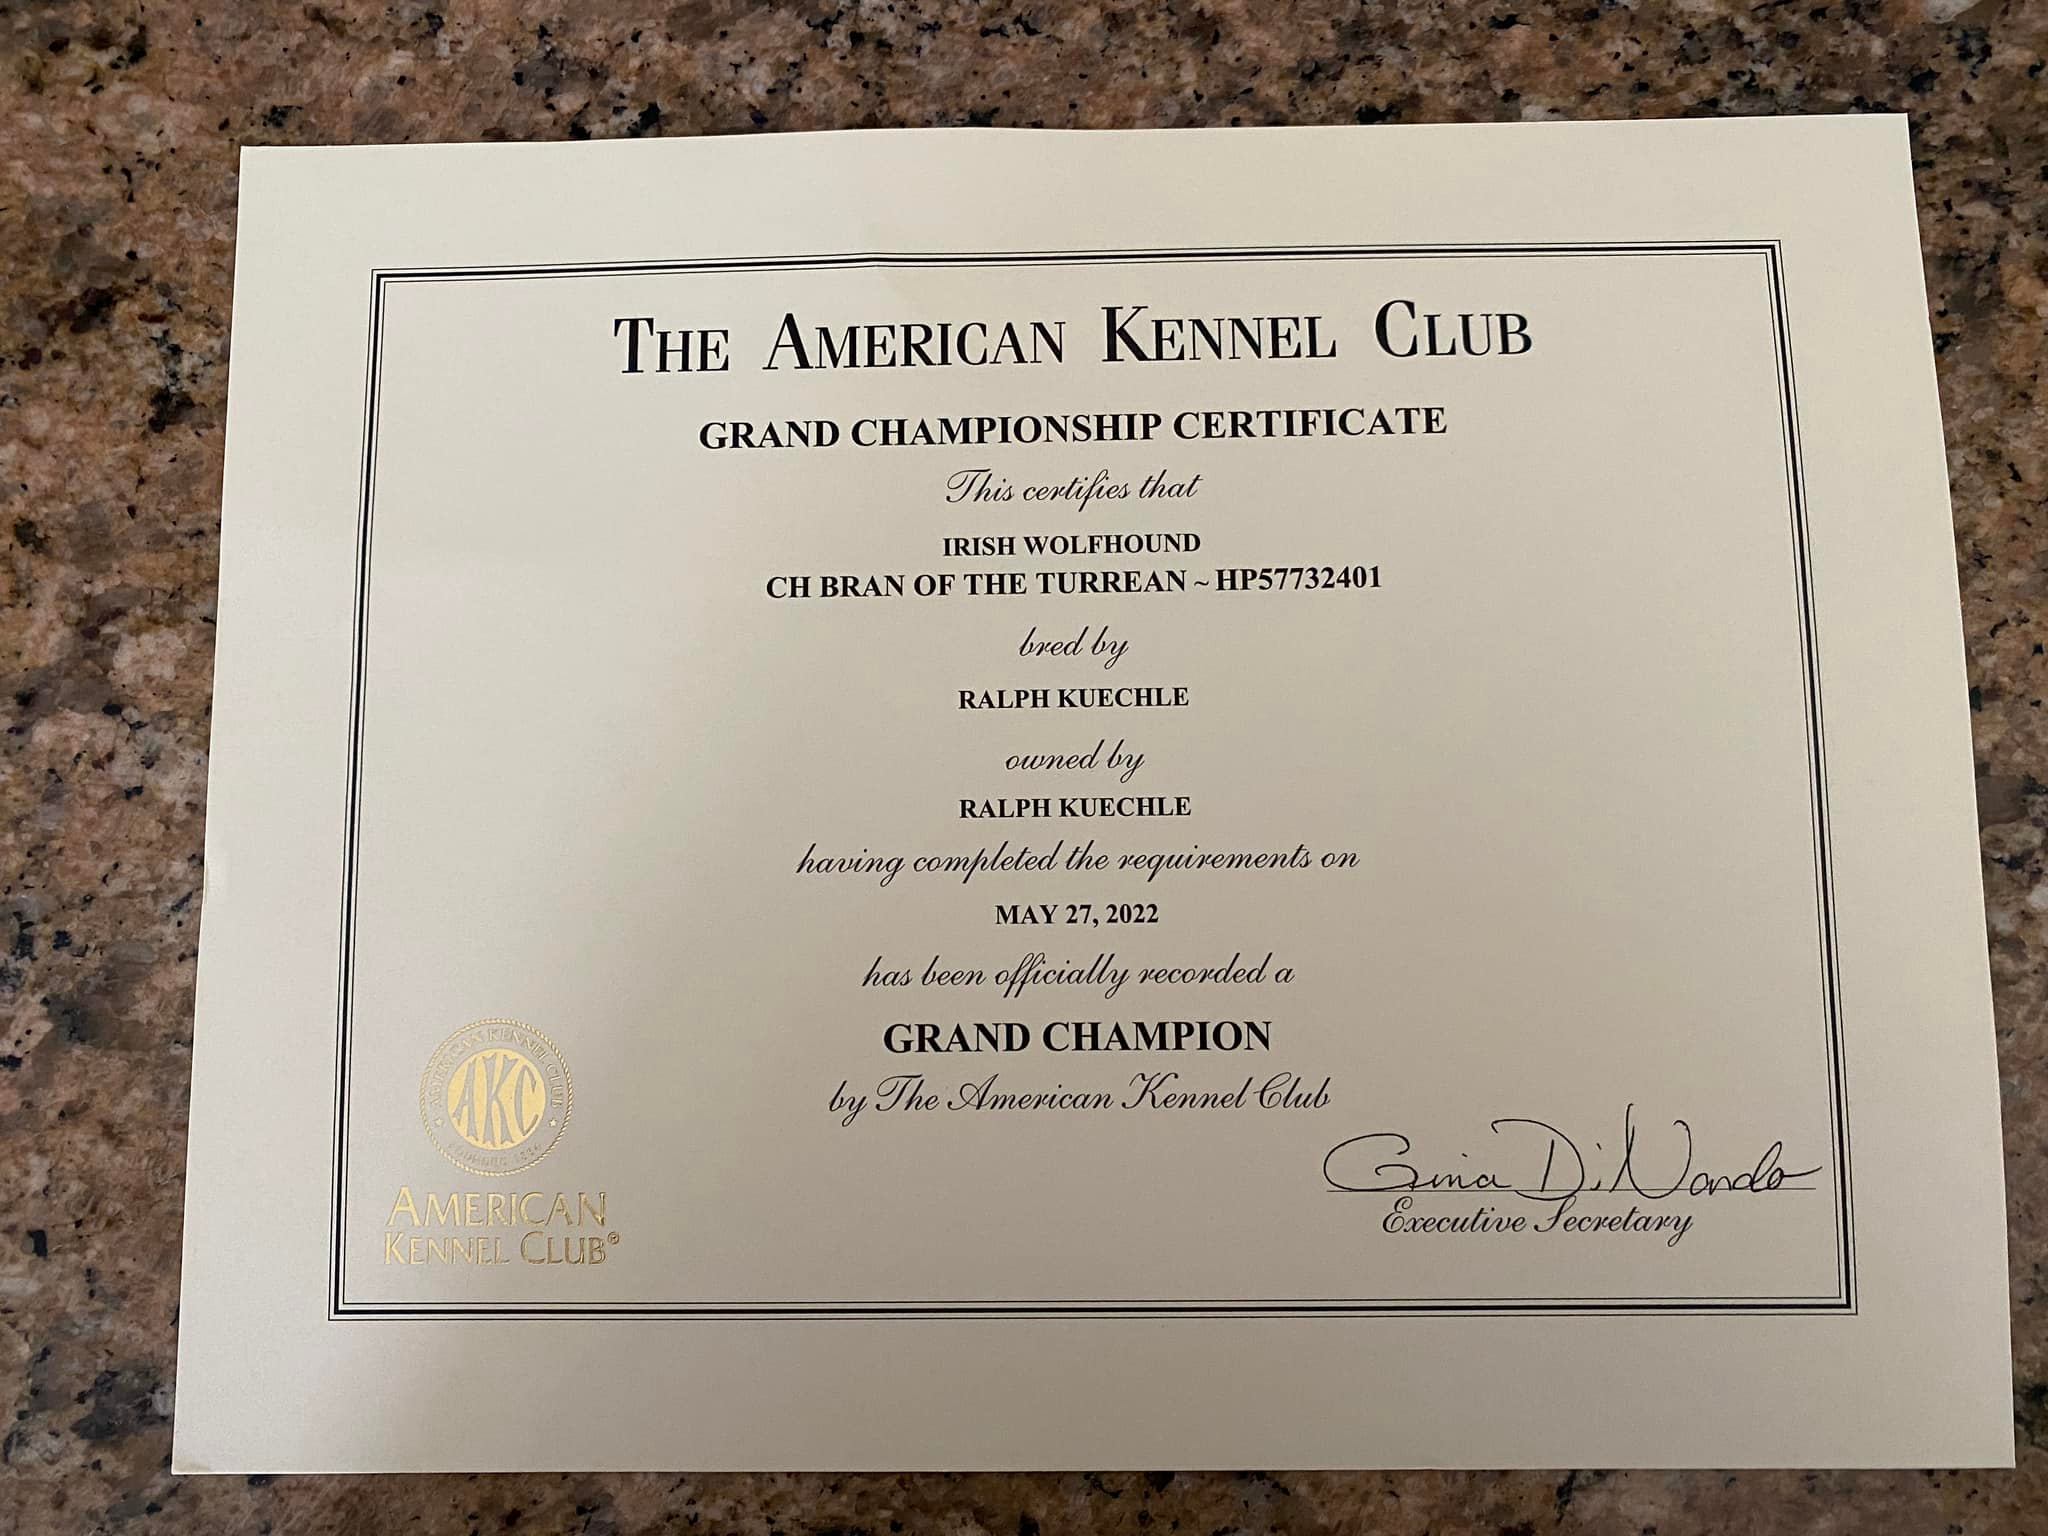 THE AMERICAN KENNEL CLUB
GRAND CHAMPIONSHIP CERTIFICATE
This certifies that
IRISH WOLFHOUND
CH BRAN OF THE TURREAN ~ HP57732401
bred by
RALPH KUECHLE
owned by
RALPH KUECHLE
having completed the requirements on
MAY 27, 2022
has been officially recorded a
GRAND CHAMPION
by The American Kennel Club
AMERICAN KENNEL CLUB
AKC
FOUNDED 1884
AMERICAN
KENNEL CLUB®
Gina DiNardo
Executive Secretary